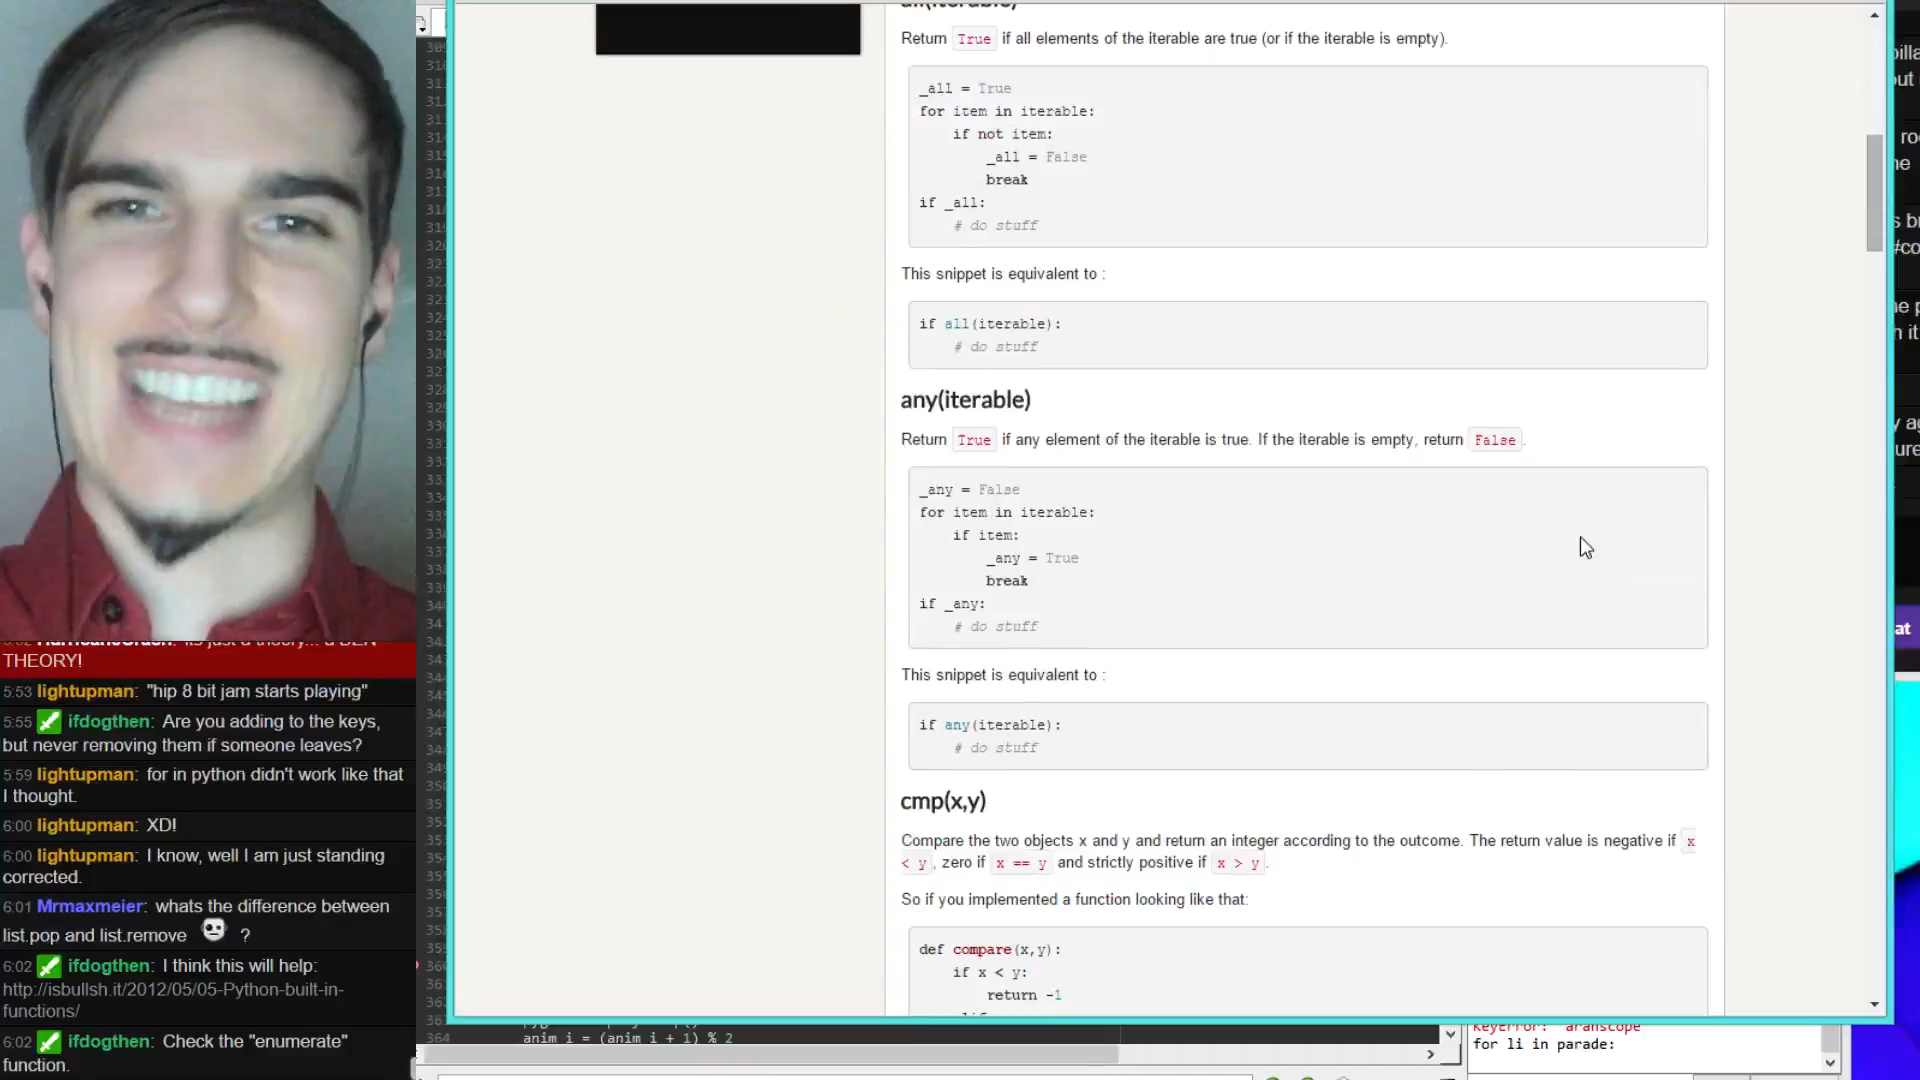 all(iterable)
Return True if all elements of the iterable are true (or if the iterable is empty).
_all = True
for item in iterable:
if not item:
_all = False
break
if _all:
# do stuff
This snippet is equivalent to :
if all(iterable):
# do stuff
any(iterable)
Return True if any element of the iterable is true. If the iterable is empty, return False.
_any = False
for item in iterable:
if item:
_any = True
break
if _any:
# do stuff
This snippet is equivalent to :
if any(iterable):
# do stuff
cmp(x,y)
Compare the two objects x and y and return an integer according to the outcome. The return value is negative if x
< y, zero if x == y and strictly positive if x > y.
So if you implemented a function looking like that:
def compare(x,y):
if x < y:
return -1
THEORY!
5:53 lightupman: "hip 8 bit jam starts playing"
5:55 ifdogthen: Are you adding to the keys,
but never removing them if someone leaves?
5:59 lightupman: for in python didn't work like that
I thought.
6:00 lightupman: XD!
6:00 lightupman: I know, well I am just standing
corrected.
6:01 Mrmaxmeier: whats the difference between
list.pop and list.remove ?
6:02 ifdogthen: I think this will help:
http://isbullsh.it/2012/05/05-Python-built-in-
functions/
6:02 ifdogthen: Check the "enumerate"
function.
364 anim_i = (anim_i + 1) % 2
KeyError: 'aranscope'
for li in parade: